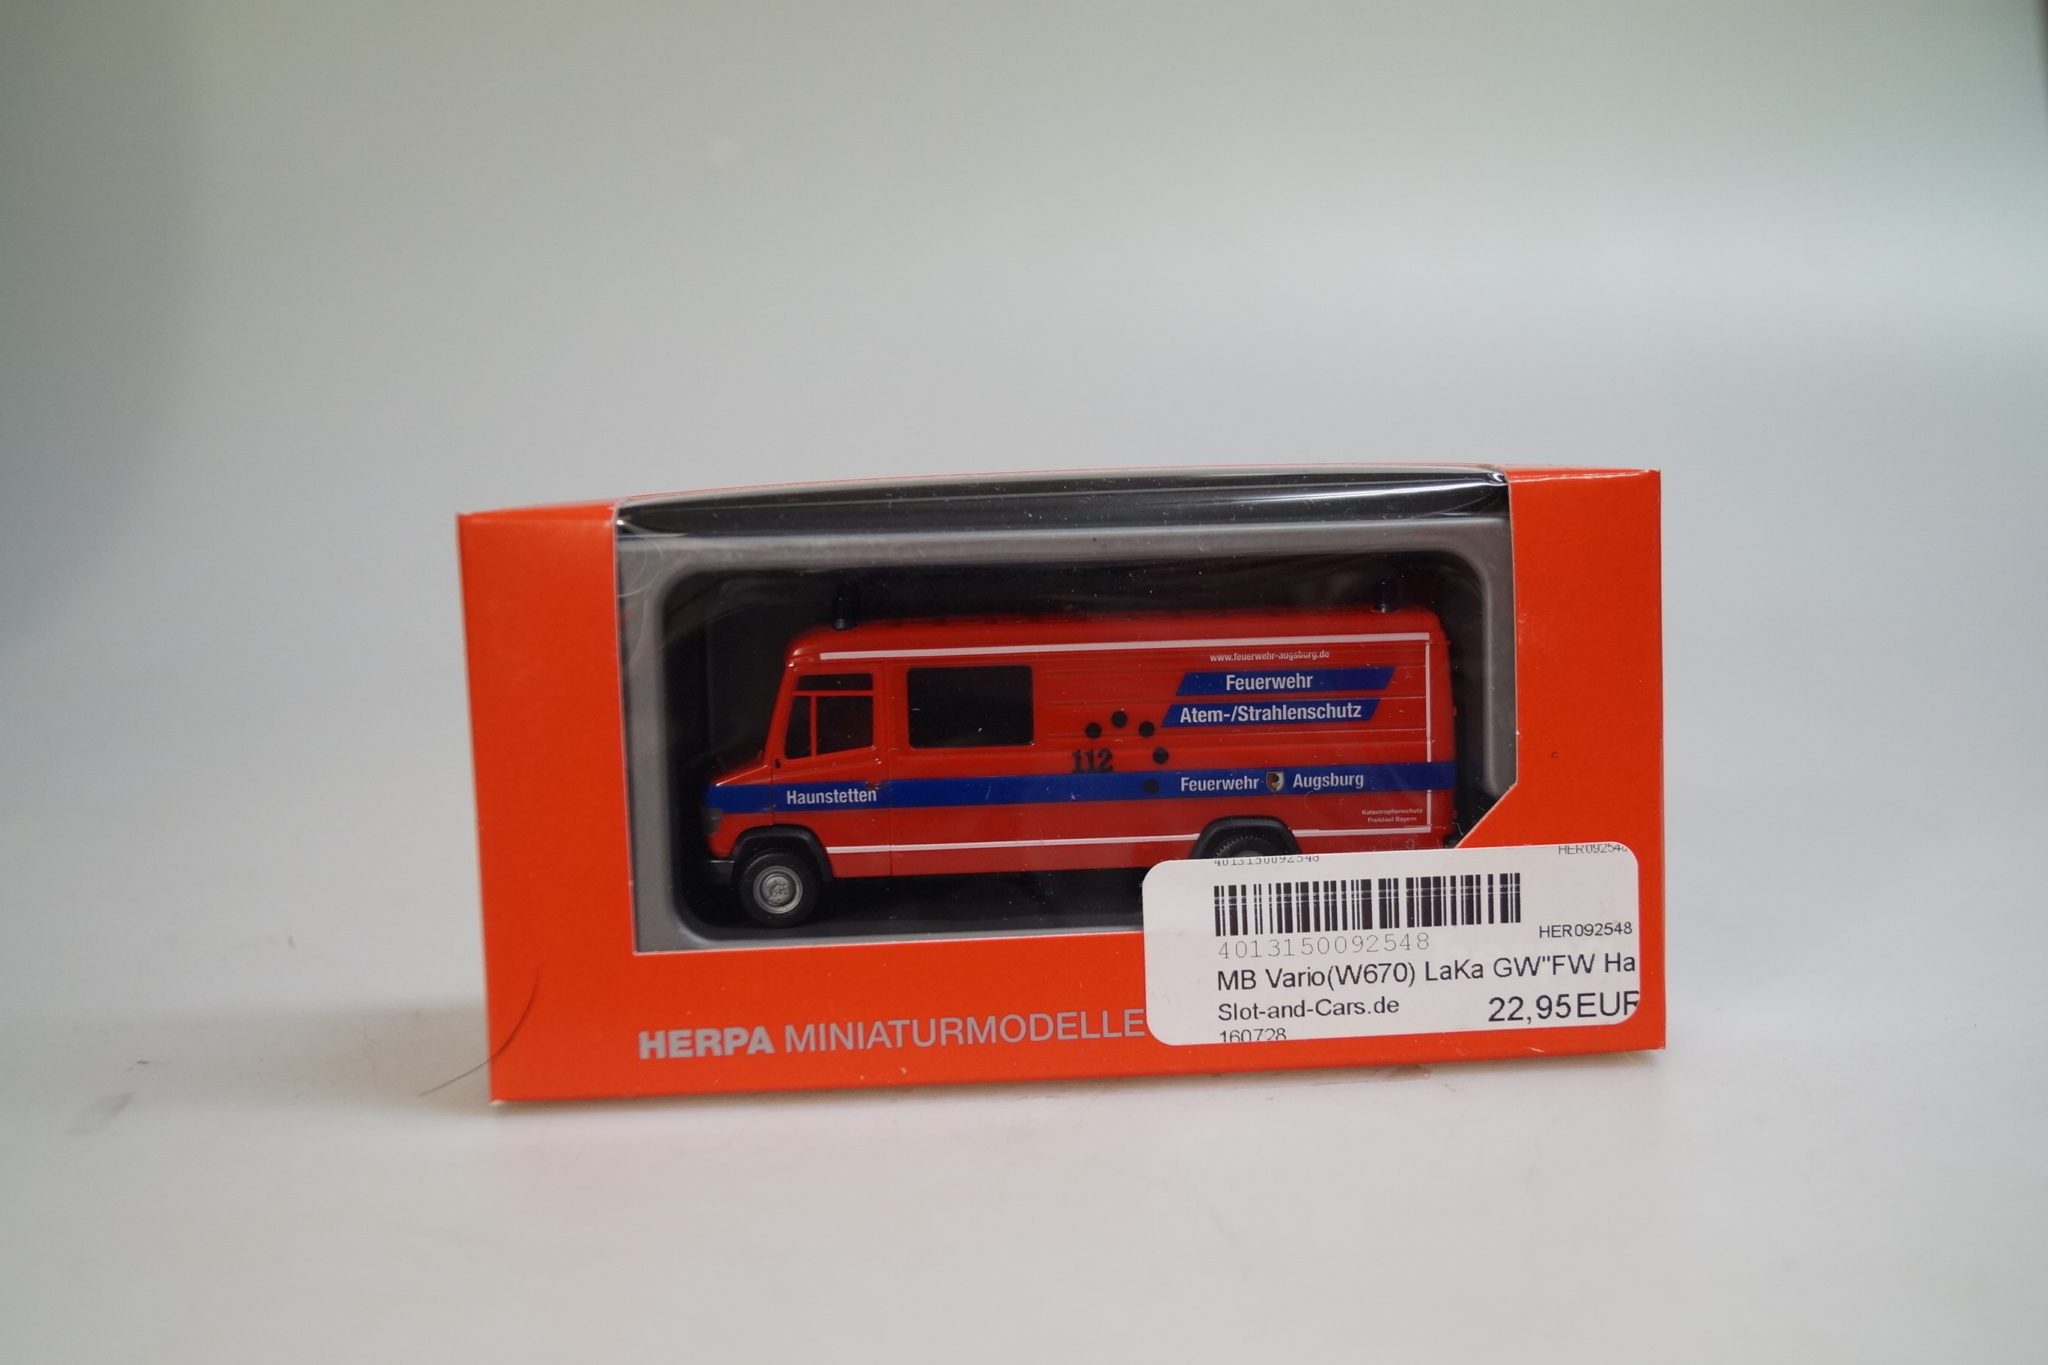 www.feuerwehr-augsburg.de
Feuerwehr
Atem-/Strahlenschutz
112
Haunstetten
Feuerwehr Augsburg
Katastrophenschutz
Freistaat Bayern
4013150092548 HER092548
4013150092548 HER092548
MB Vario(W670) LaKa GW"FW Ha
Slot-and-Cars.de 22,95EUR
160728
HERPA MINIATURMODELLE